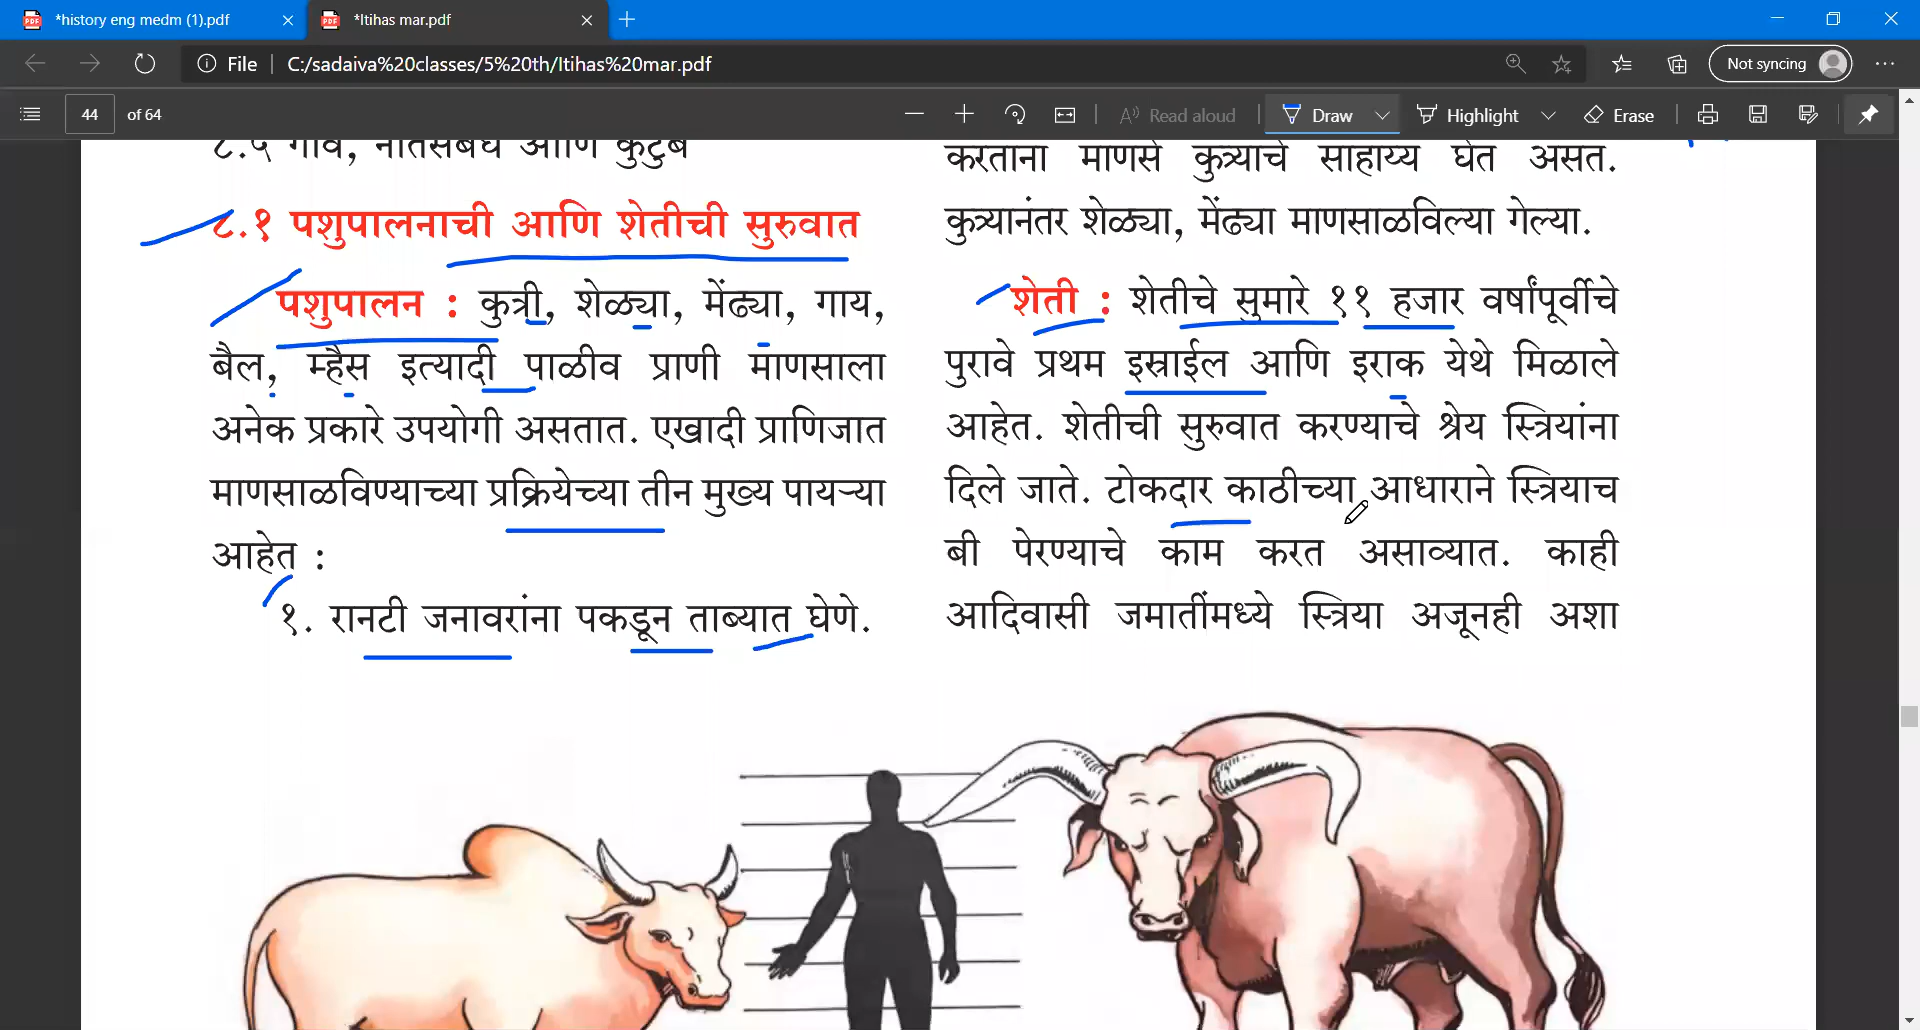 *history eng medm (1).pdf
*Itihas mar.pdf
File
C:/sadaiva%20classes/5%20th/Itihas%20mar.pdf
Not syncing
44 of 64
Read aloud
Draw
Highlight
Erase
८.५ गाव, नातेसंबंध आणि कुटुंब
८.१ पशुपालनाची आणि शेतीची सुरुवात
पशुपालन : कुत्री, शेळ्या, मेंढ्या, गाय,
बैल, म्हैस इत्यादी पाळीव प्राणी माणसाला
अनेक प्रकारे उपयोगी असतात. एखादी प्राणिजात
माणसाळविण्याच्या प्रक्रियेच्या तीन मुख्य पायऱ्या
आहेत :
१. रानटी जनावरांना पकडून ताब्यात घेणे.
करताना माणसे कुत्र्याचे साहाय्य घेत असत.
कुत्र्यानंतर शेळ्या, मेंढ्या माणसाळविल्या गेल्या.
शेती : शेतीचे सुमारे ११ हजार वर्षांपूर्वीचे
पुरावे प्रथम इस्राईल आणि इराक येथे मिळाले
आहेत. शेतीची सुरुवात करण्याचे श्रेय स्त्रियांना
दिले जाते. टोकदार काठीच्या आधाराने स्त्रियाच
बी पेरण्याचे काम करत असाव्यात. काही
आदिवासी जमातींमध्ये स्त्रिया अजूनही अशा